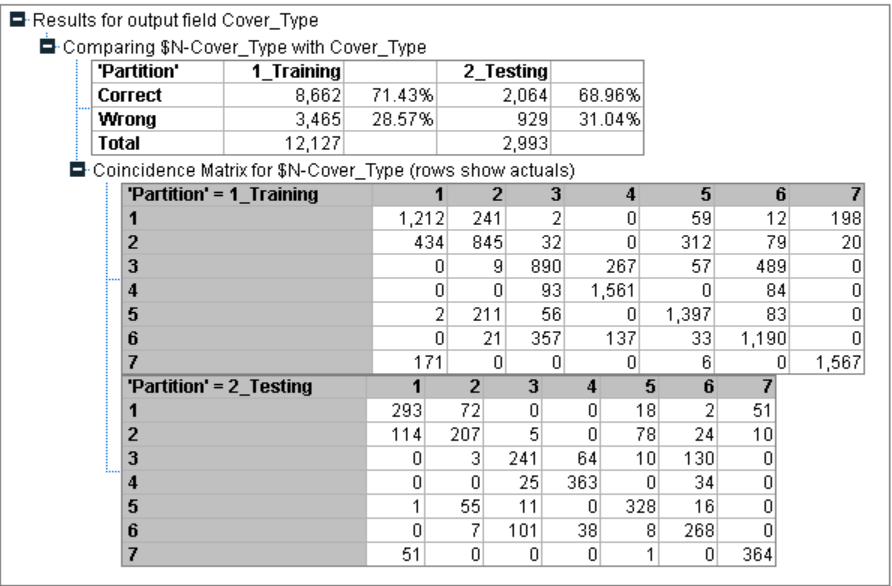 Results for output field Cover_Type
Comparing $N-Cover_Type with Cover_Type
'Partition' 1_Training 2_Testing
Correct 8,662 71.43% 2,064 68.96%
Wrong 3,465 28.57% 929 31.04%
Total 12,127 2,993
Coincidence Matrix for $N-Cover_Type (rows show actuals)
'Partition' = 1_Training 1 2 3 4 5 6 7
1 1,212 241 2 0 59 12 198
2 434 845 32 0 312 79 20
3 0 9 890 267 57 489 0
4 0 0 93 1,561 0 84 0
5 2 211 56 0 1,397 83 0
6 0 21 357 137 33 1,190 0
7 171 0 0 0 6 0 1,567
'Partition' = 2_Testing 1 2 3 4 5 6 7
1 293 72 0 0 18 2 51
2 114 207 5 0 78 24 10
3 0 3 241 64 10 130 0
4 0 0 25 363 0 34 0
5 1 55 11 0 328 16 0
6 0 7 101 38 8 268 0
7 51 0 0 0 1 0 364